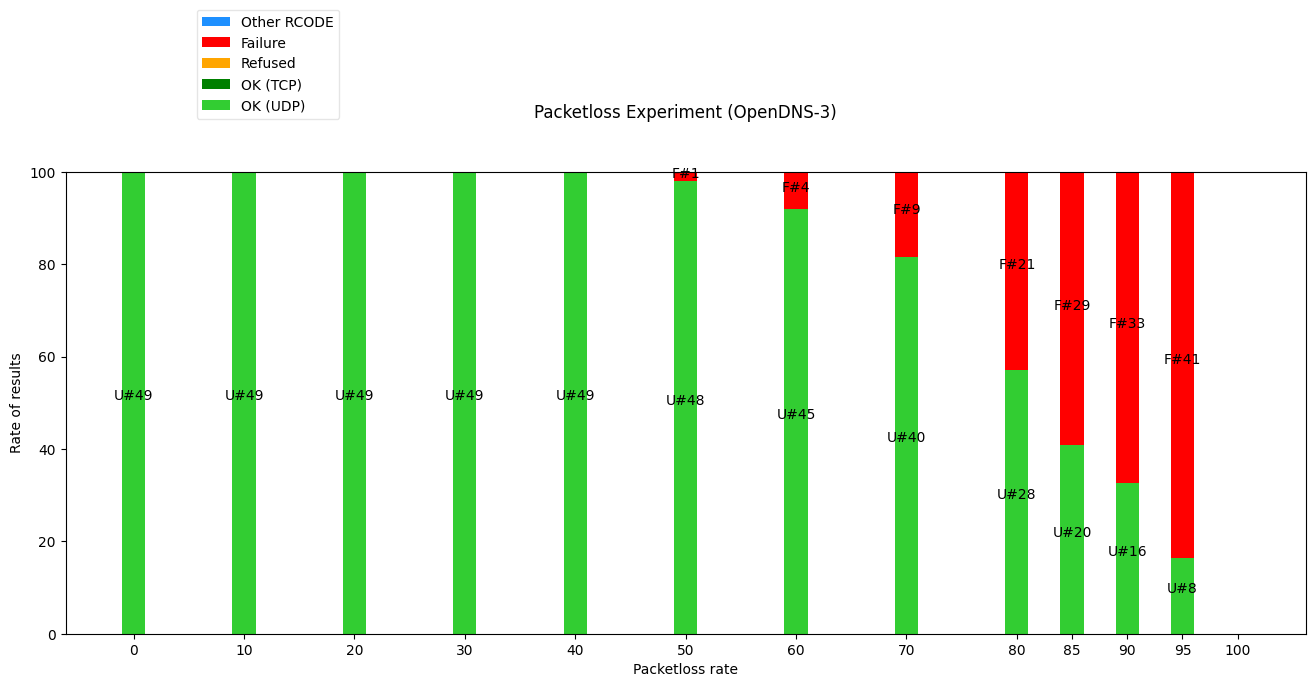 Other RCODE
Failure
Refused
OK (TCP)
OK (UDP)
Packetloss Experiment (OpenDNS-3)
100
80
60
40
20
0
Rate of results
F#1
F#4
F#9
F#21
F#29
F#33
F#41
U#49
U#49
U#49
U#49
U#49
U#48
U#45
U#40
U#28
U#20
U#16
U#8
0 10 20 30 40 50 60 70 80 85 90 95 100
Packetloss rate